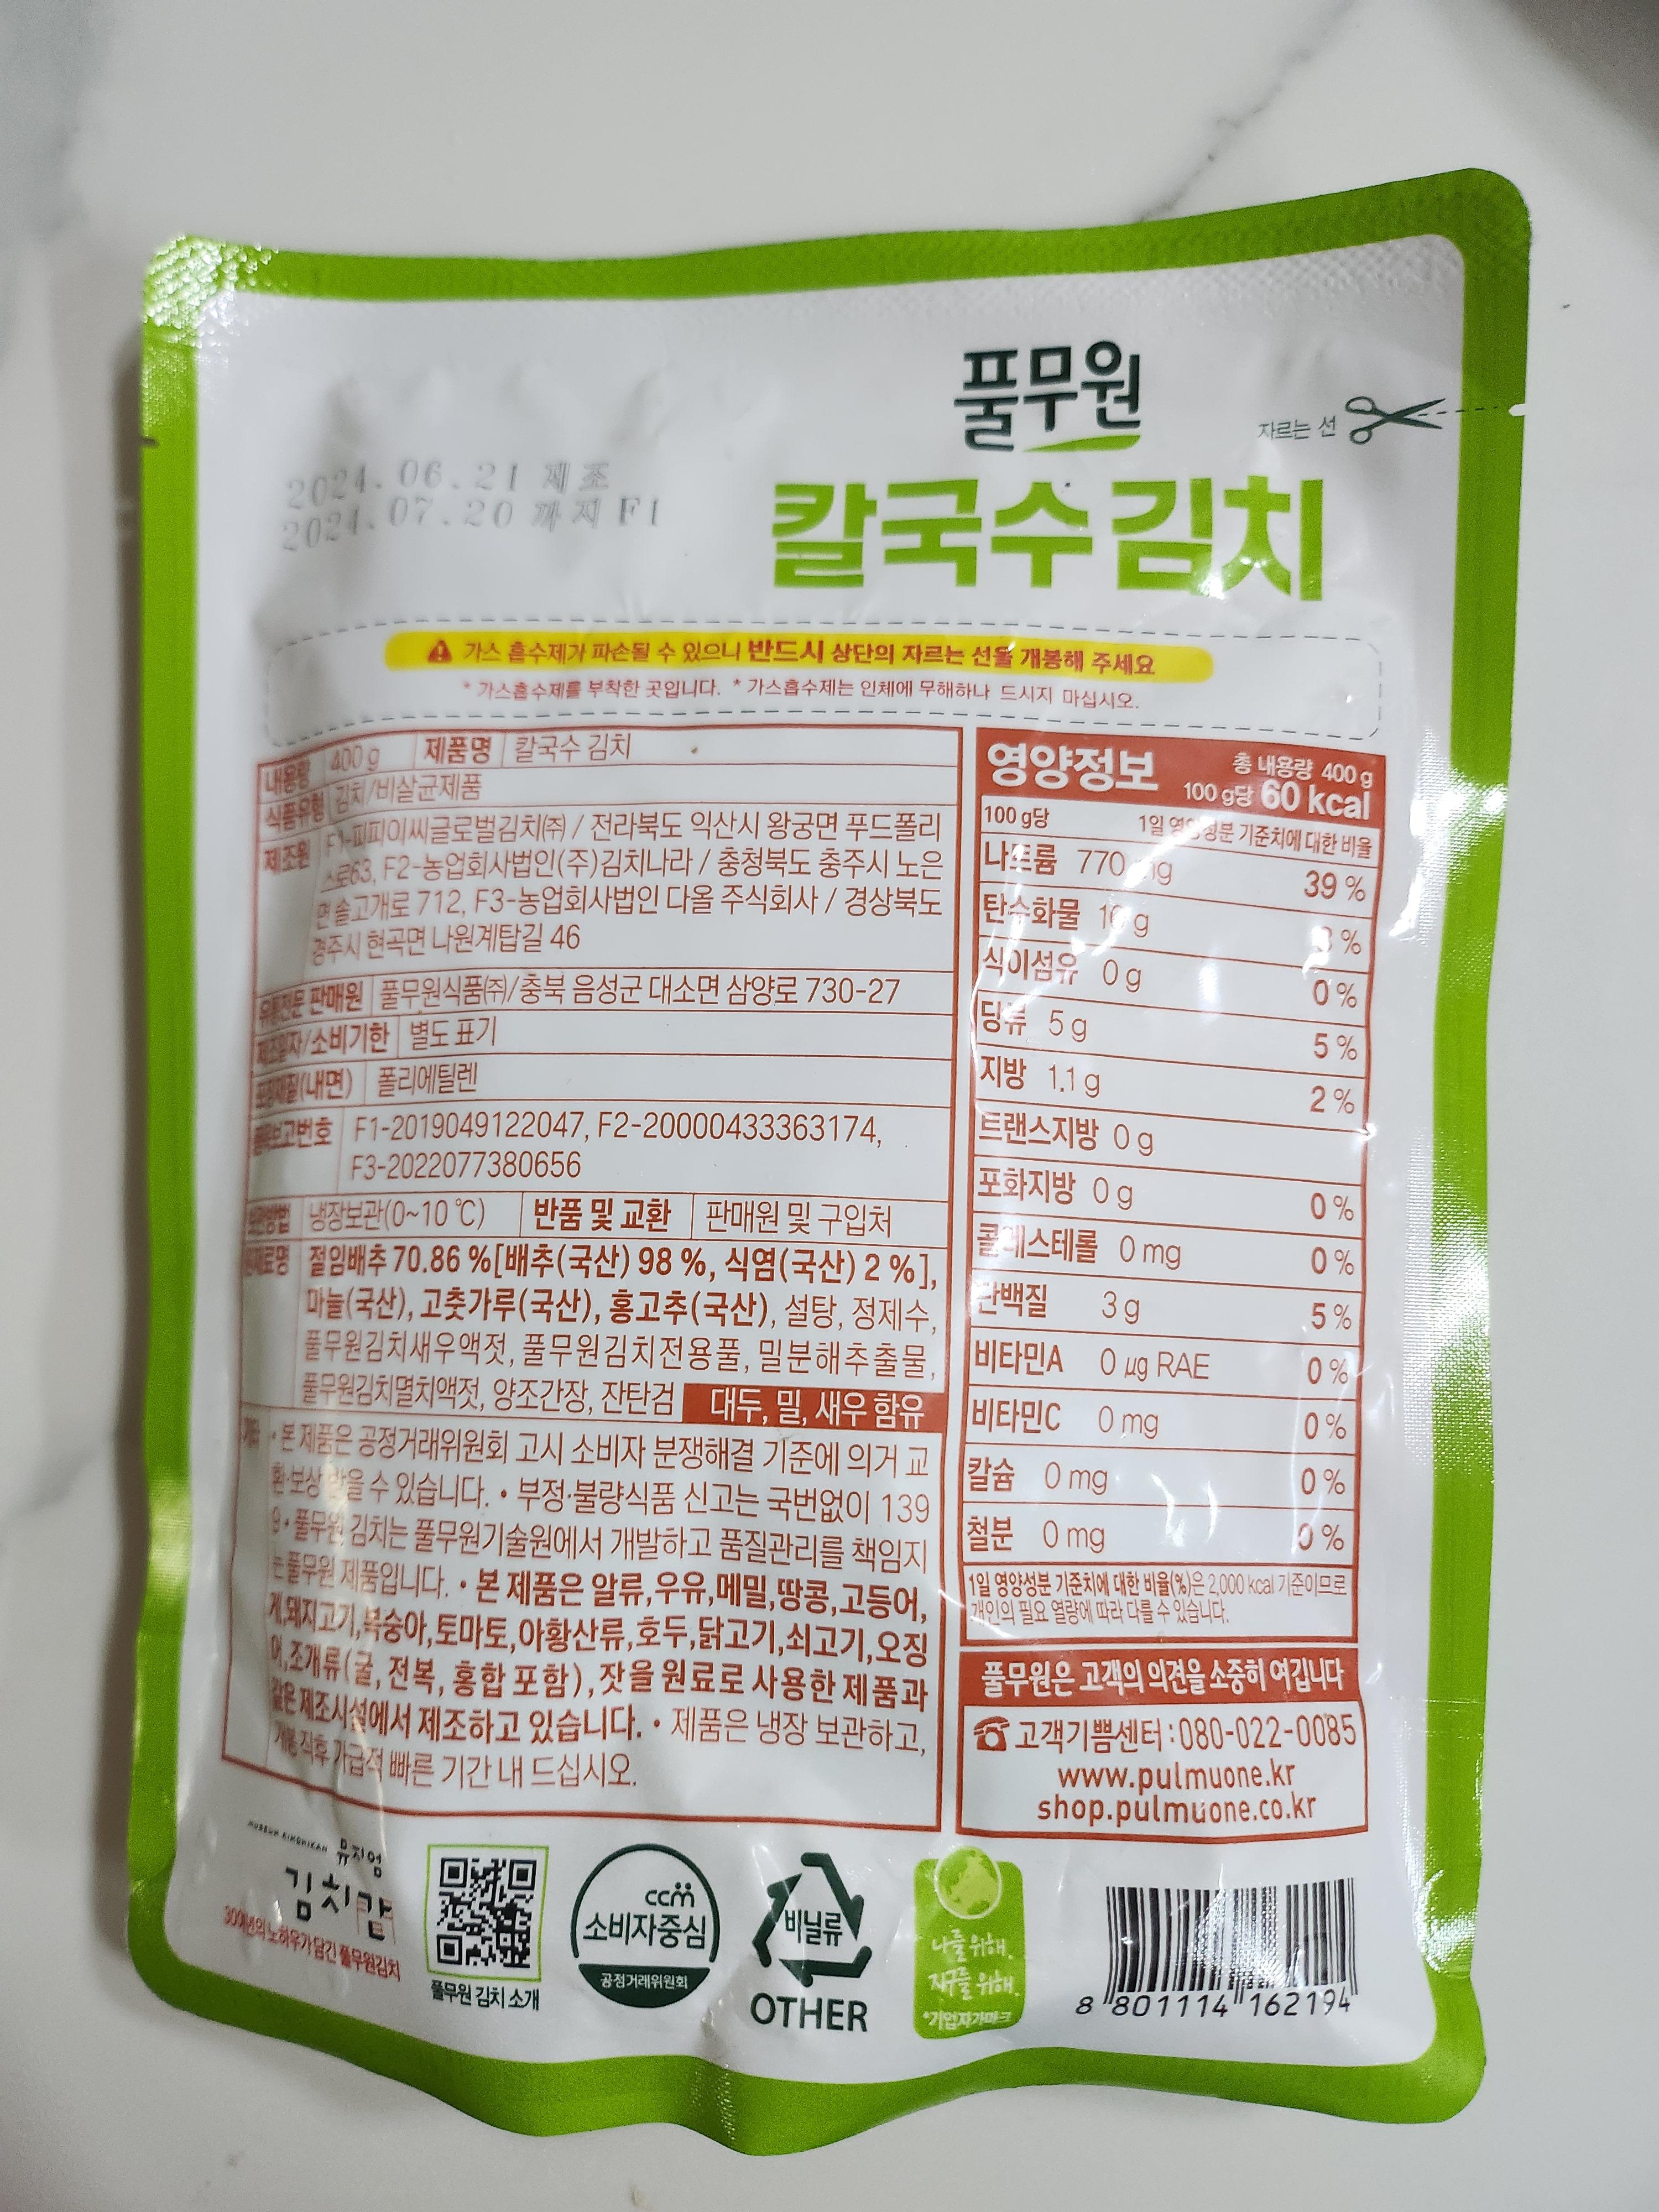 풀무원
자르는 선
칼국수 김치
2024.06.21 제조
2024.07.20 까지 F1
가스 흡수제가 파손될 수 있으니 반드시 상단의 자르는 선을 개봉해 주세요
* 가스흡수제를 부착한 곳입니다. * 가스흡수제는 인체에 무해하나 드시지 마십시오.
내용량 400 g 제품명 칼국수 김치
식품유형 김치/비살균제품
제조원 F1-피피이씨글로벌김치㈜ / 전라북도 익산시 왕궁면 푸드폴리
스로63, F2-농업회사법인(주)김치나라 / 충청북도 충주시 노은
면 솔고개로 712, F3-농업회사법인 다올 주식회사 / 경상북도
경주시 현곡면 나원계탑길 46
유통전문 판매원 풀무원식품㈜/충북 음성군 대소면 삼양로 730-27
제조일자/소비기한 별도 표기
포장재질(내면) 폴리에틸렌
품목보고번호 F1-2019049122047, F2-20000433363174,
F3-2022077380656
보관방법 냉장보관(0~10 ℃) 반품 및 교환 판매원 및 구입처
원재료명 절임배추 70.86 %[배추(국산) 98 %, 식염(국산) 2 %],
마늘(국산), 고춧가루(국산), 홍고추(국산), 설탕, 정제수,
풀무원김치새우액젓, 풀무원김치전용풀, 밀분해추출물,
풀무원김치멸치액젓, 양조간장, 잔탄검 대두, 밀, 새우 함유
기타 • 본 제품은 공정거래위원회 고시 소비자 분쟁해결 기준에 의거 교
환·보상 받을 수 있습니다. • 부정·불량식품 신고는 국번없이 139
9 • 풀무원 김치는 풀무원기술원에서 개발하고 품질관리를 책임지
는 풀무원 제품입니다. • 본 제품은 알류,우유,메밀,땅콩,고등어,
게,돼지고기,복숭아,토마토,아황산류,호두,닭고기,쇠고기,오징
어,조개류(굴, 전복, 홍합 포함),잣을 원료로 사용한 제품과
같은 제조시설에서 제조하고 있습니다. • 제품은 냉장 보관하고,
개봉 직후 가급적 빠른 기간 내 드십시오.
영양정보 총 내용량 400 g
100 g당 60 kcal
100 g당 1일 영양성분 기준치에 대한 비율
나트륨 770 mg 39 %
탄수화물 10 g 3 %
식이섬유 0 g 0 %
당류 5 g 5 %
지방 1.1 g 2 %
트랜스지방 0 g
포화지방 0 g 0 %
콜레스테롤 0 mg 0 %
단백질 3 g 5 %
비타민A 0 μg RAE 0 %
비타민C 0 mg 0 %
칼슘 0 mg 0 %
철분 0 mg 0 %
1일 영양성분 기준치에 대한 비율(%)은 2,000 kcal 기준이므로
개인의 필요 열량에 따라 다를 수 있습니다.
풀무원은 고객의 의견을 소중히 여깁니다
고객기쁨센터 : 080-022-0085
www.pulmuone.kr
shop.pulmuone.co.kr
MUSEUM KIMCHIKAN 뮤지엄
김치간
300여년의 노하우가 담긴 풀무원김치
풀무원 김치 소개
ccm
소비자중심
공정거래위원회
비닐류
OTHER
나를 위해,
지구를 위해,
*기업자가마크
8 801114 162194